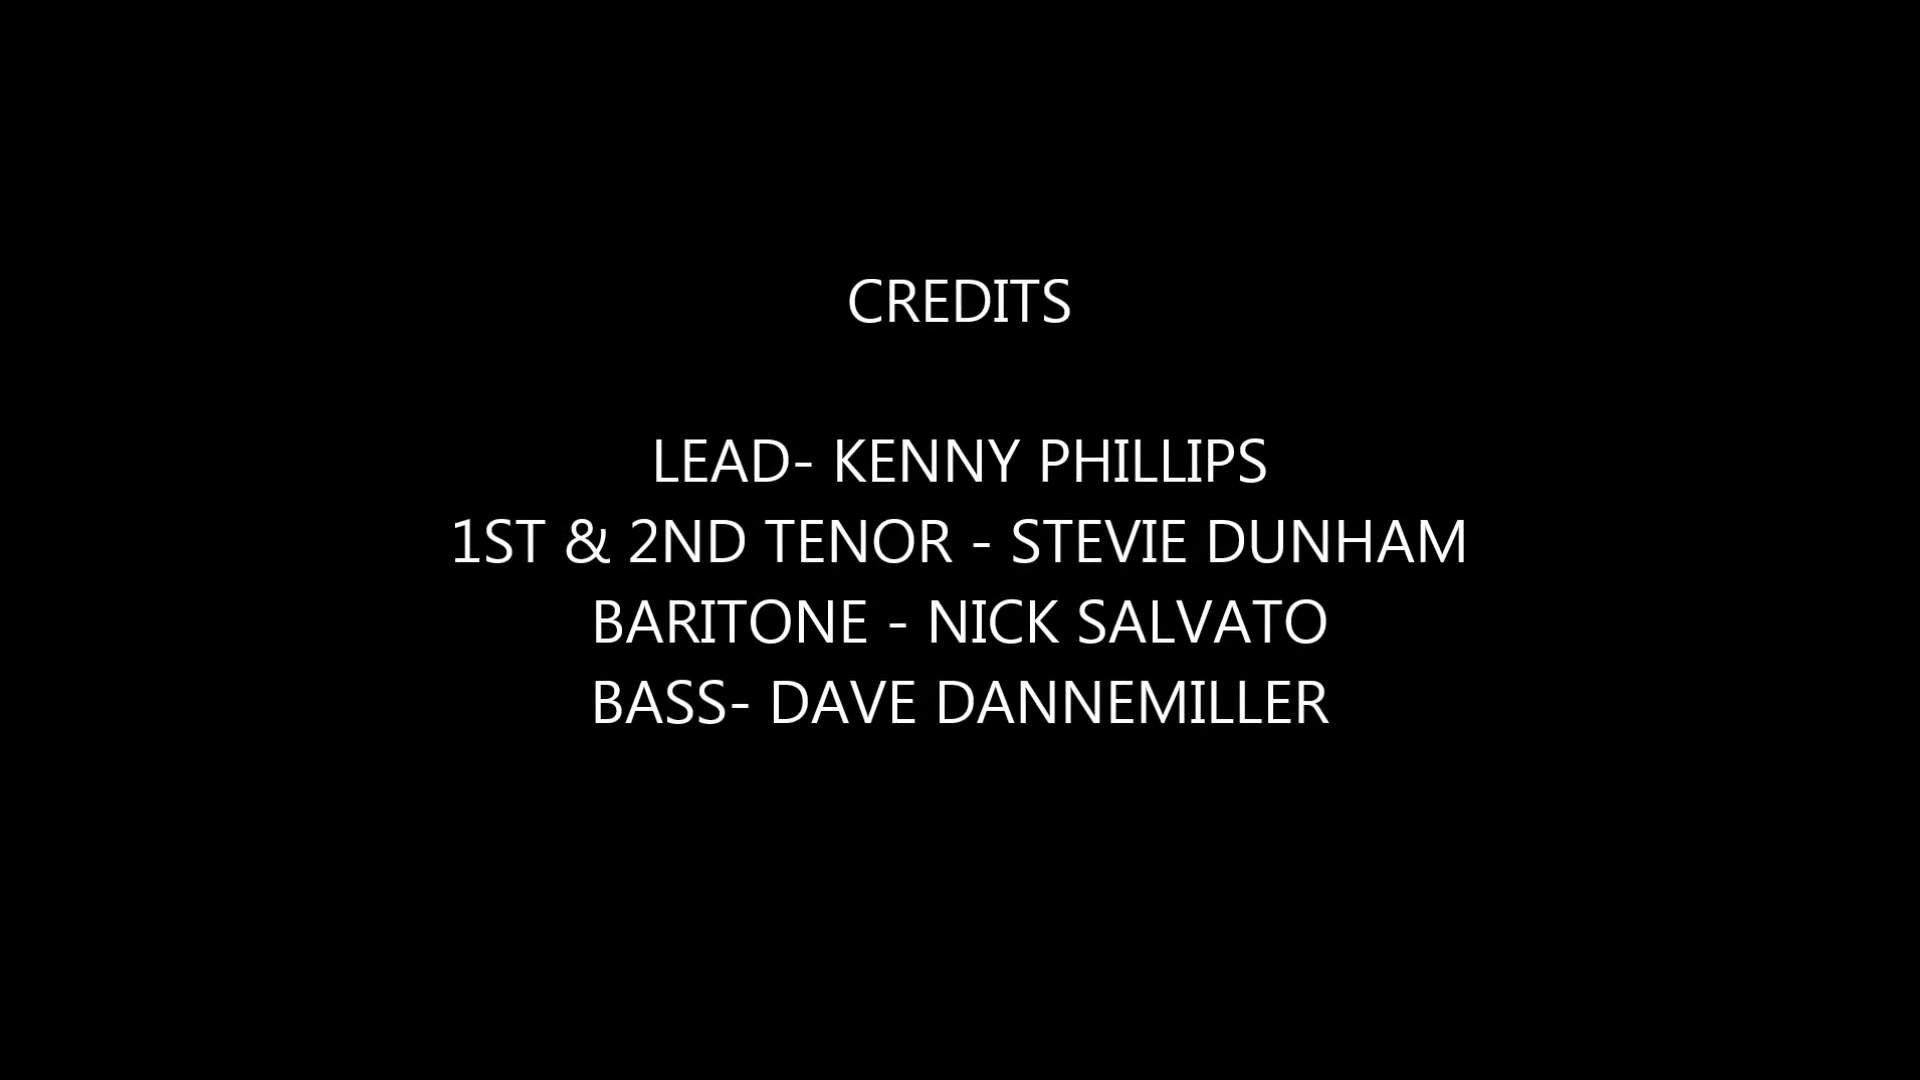 CREDITS
LEAD- KENNY PHILLIPS
1ST & 2ND TENOR - STEVIE DUNHAM
BARITONE - NICK SALVATO
BASS- DAVE DANNEMILLER